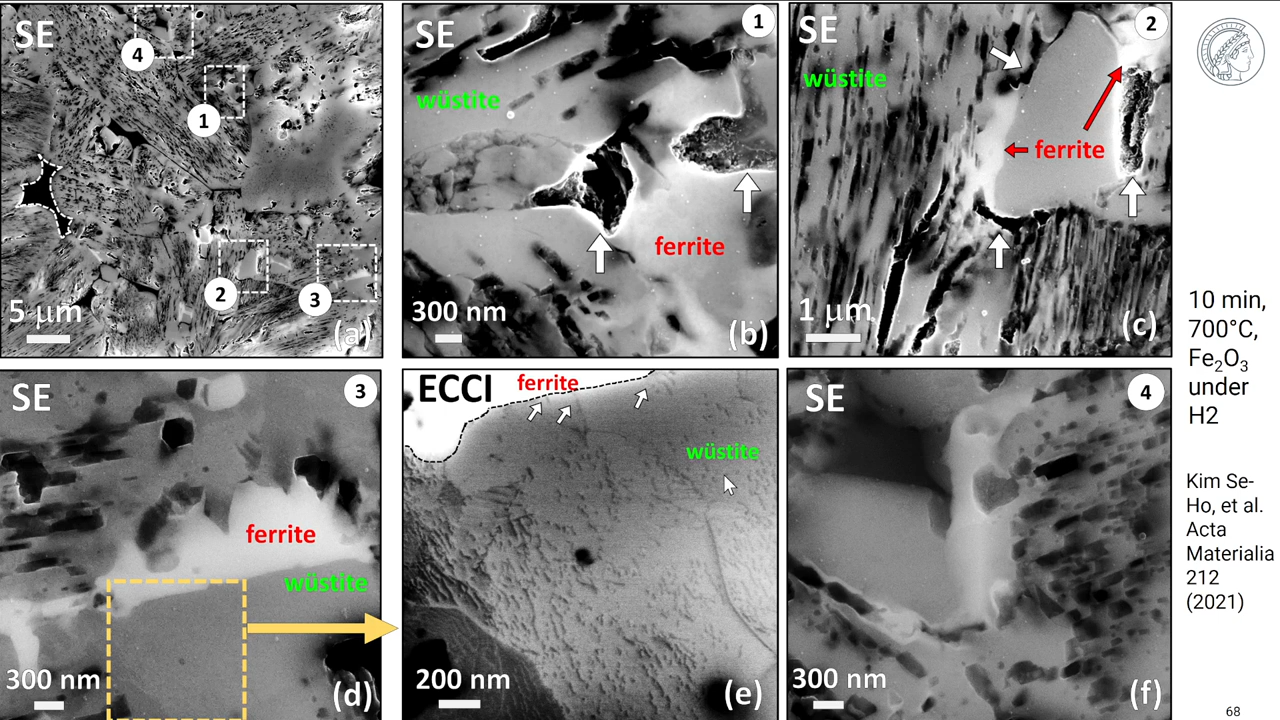 SE
4
1
2
3
5 μm
(a)
SE
1
wüstite
ferrite
300 nm
(b)
SE
2
wüstite
ferrite
1 μm
(c)
SE
3
ferrite
wüstite
300 nm
(d)
ECCI
ferrite
wüstite
200 nm
(e)
SE
4
300 nm
(f)
10 min,
700°C,
Fe₂O₃
under
H2
Kim Se-
Ho, et al.
Acta
Materialia
212
(2021)
68